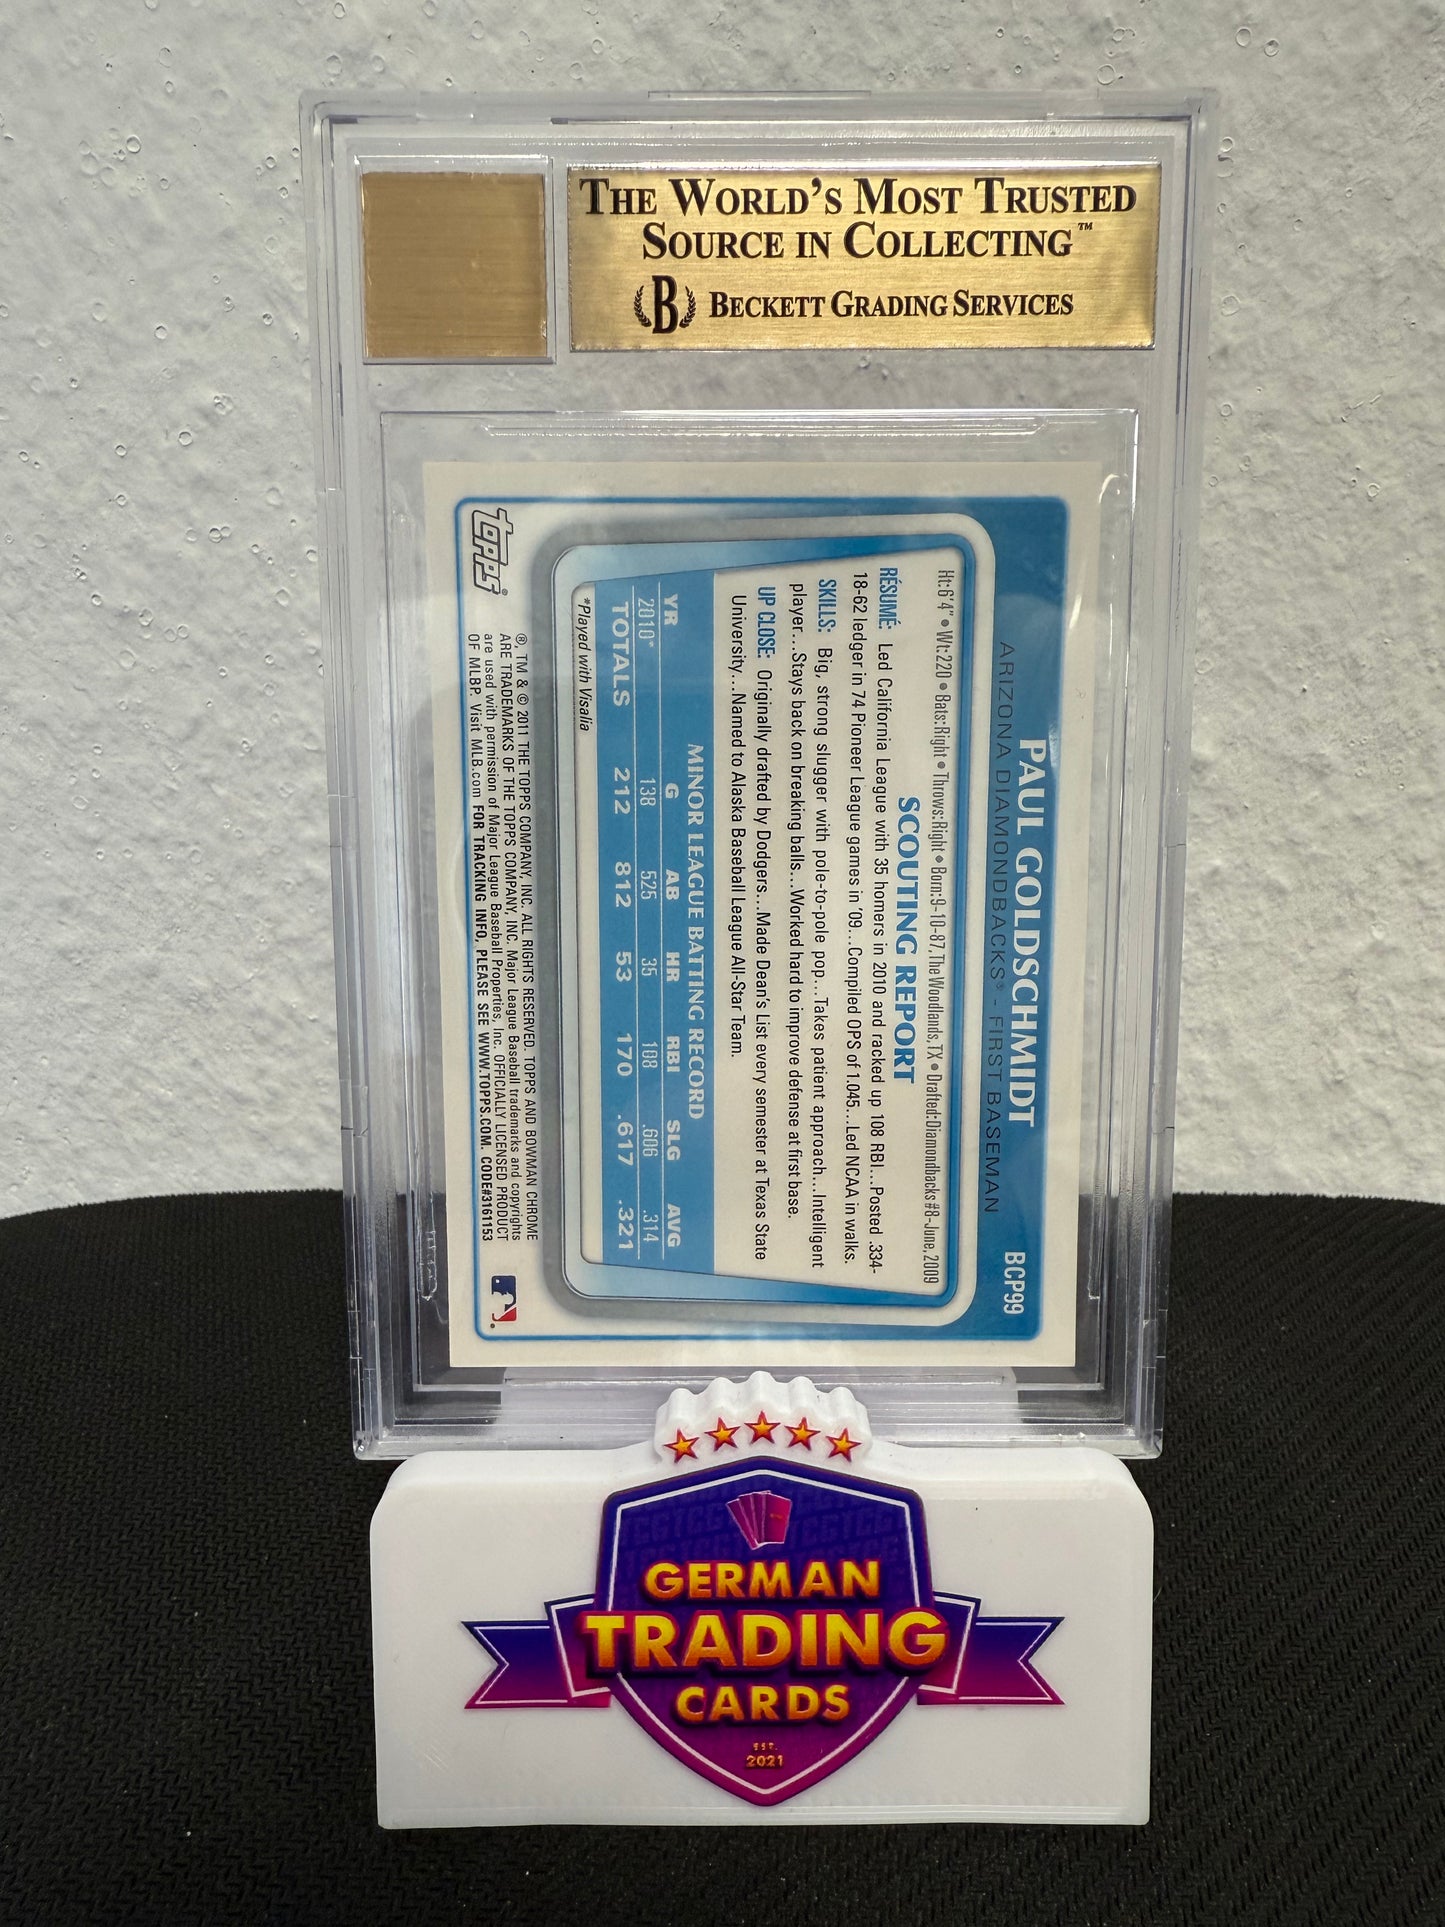 THE WORLD'S MOST TRUSTED
SOURCE IN COLLECTING™
B BECKETT GRADING SERVICES
BCP99
PAUL GOLDSCHMIDT
ARIZONA DIAMONDBACKS® - FIRST BASEMAN
Ht: 6'4" • Wt: 220 • Bats: Right • Throws: Right • Born: 9-10-87, The Woodlands, TX • Drafted: Diamondbacks #8-June, 2009
SCOUTING REPORT
RÉSUMÉ: Led California League with 35 homers in 2010 and racked up 108 RBI...Posted .334-
18-62 ledger in 74 Pioneer League games in '09...Compiled OPS of 1.045...Led NCAA in walks.
SKILLS: Big, strong slugger with pole-to-pole pop...Takes patient approach...Intelligent
player...Stays back on breaking balls...Worked hard to improve defense at first base.
UP CLOSE: Originally drafted by Dodgers...Made Dean's List every semester at Texas State
University...Named to Alaska Baseball League All-Star Team.
MINOR LEAGUE BATTING RECORD
YR G AB HR RBI SLG AVG
2010* 138 525 35 108 .606 .314
TOTALS 212 812 53 170 .617 .321
*Played with Visalia
topps®
®, TM & © 2011 THE TOPPS COMPANY, INC. ALL RIGHTS RESERVED. TOPPS AND BOWMAN CHROME
ARE TRADEMARKS OF THE TOPPS COMPANY, INC. Major League Baseball trademarks and copyrights
are used with permission of Major League Baseball Properties, Inc. OFFICIALLY LICENSED PRODUCT
OF MLBP. Visit MLB.com FOR TRACKING INFO, PLEASE SEE WWW.TOPPS.COM. CODE#3161153
GERMAN
TRADING
CARDS
EST.
2021